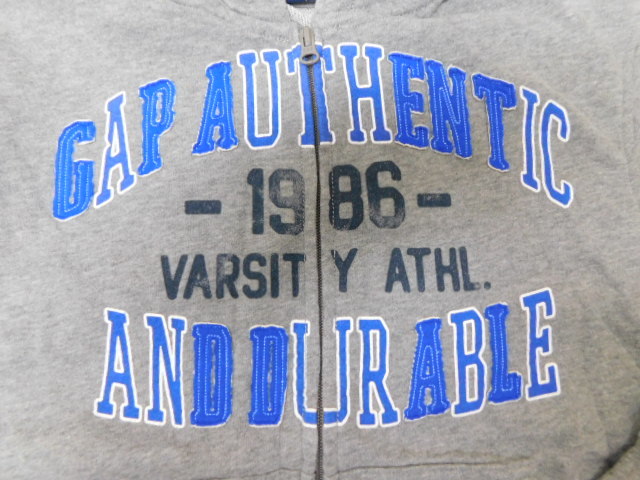 GAP AUTHENTIC
- 1986 -
VARSITY ATHL.
AND DURABLE